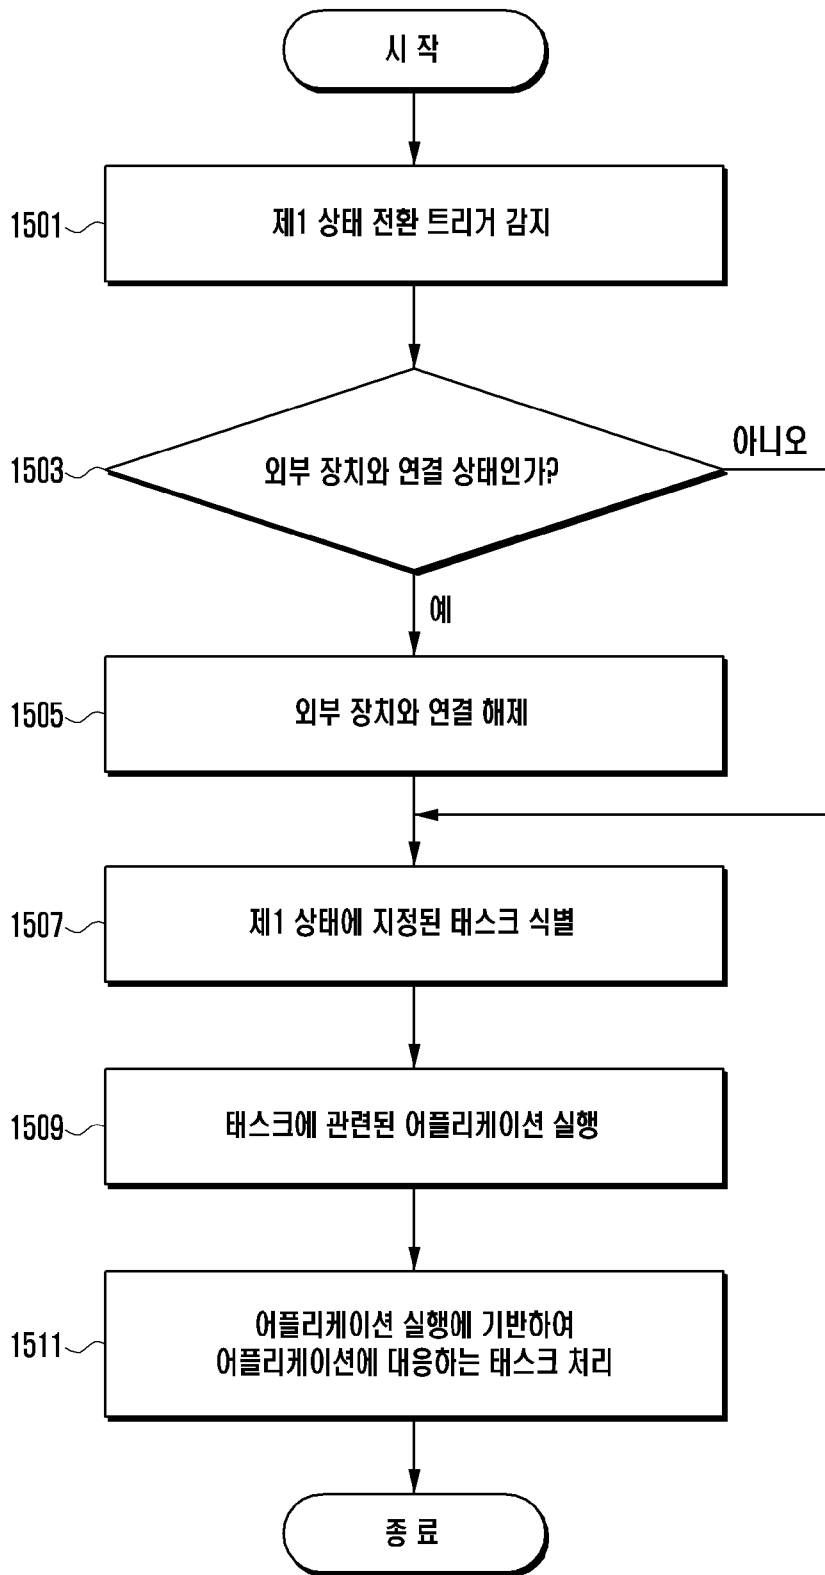 시 작
1501
제1 상태 전환 트리거 감지
1503
외부 장치와 연결 상태인가?
아니오
예
1505
외부 장치와 연결 해제
1507
제1 상태에 지정된 태스크 식별
1509
태스크에 관련된 어플리케이션 실행
1511
어플리케이션 실행에 기반하여
어플리케이션에 대응하는 태스크 처리
종 료